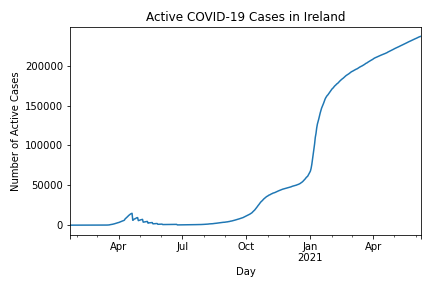 Active COVID-19 Cases in Ireland
Number of Active Cases
200000
150000
100000
50000
0
Apr Jul Oct Jan Apr
2021
Day